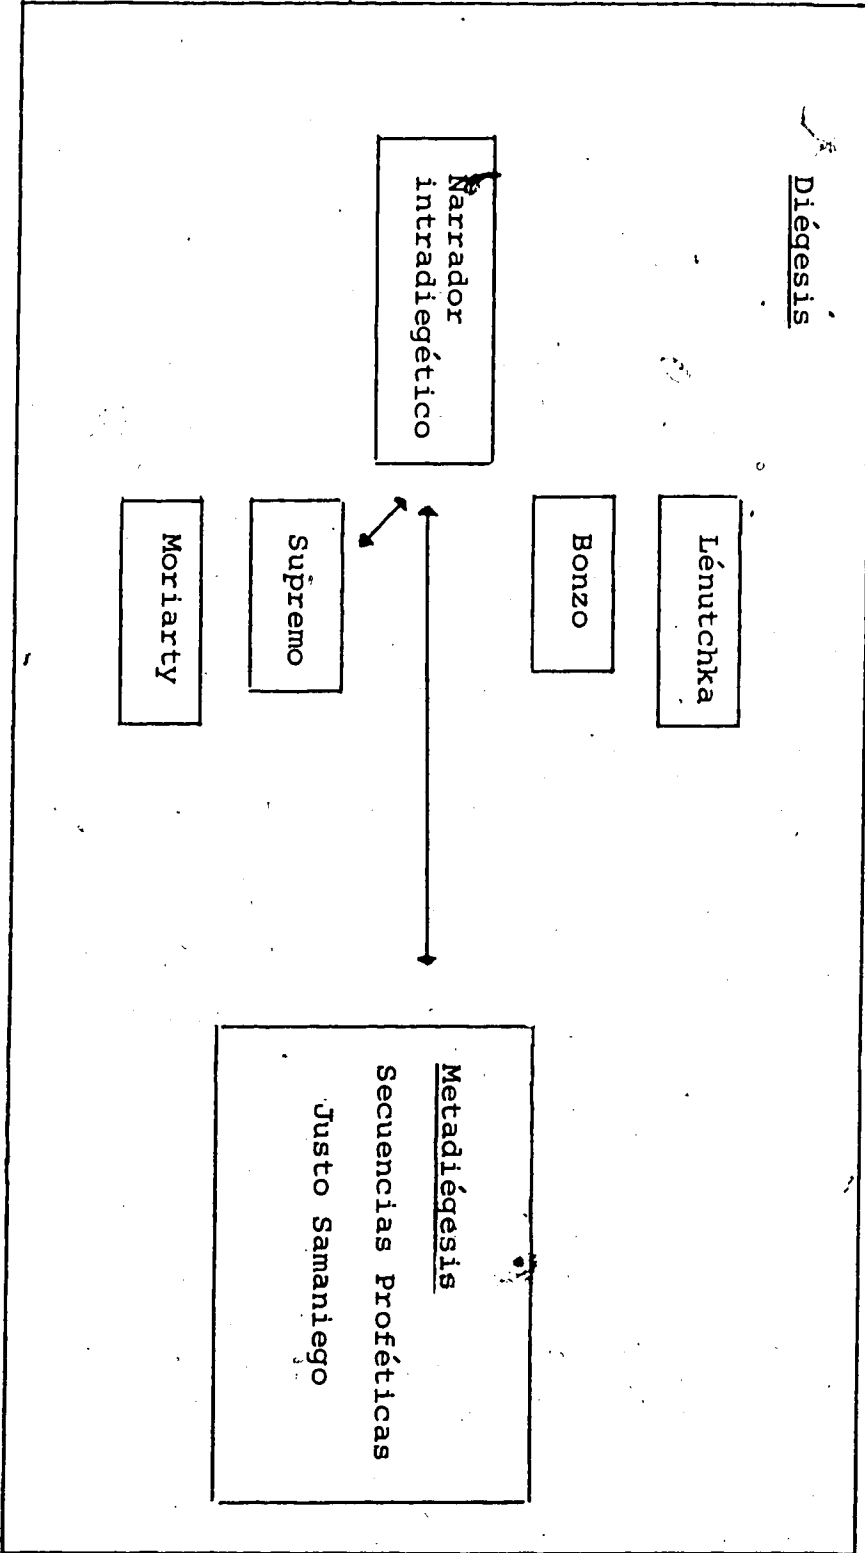 Diégesis
Lénutchka
Bonzo
Narrador
intradiegético
Supremo
Moriarty
Metadiégesis
Secuencias Proféticas
Justo Samaniego